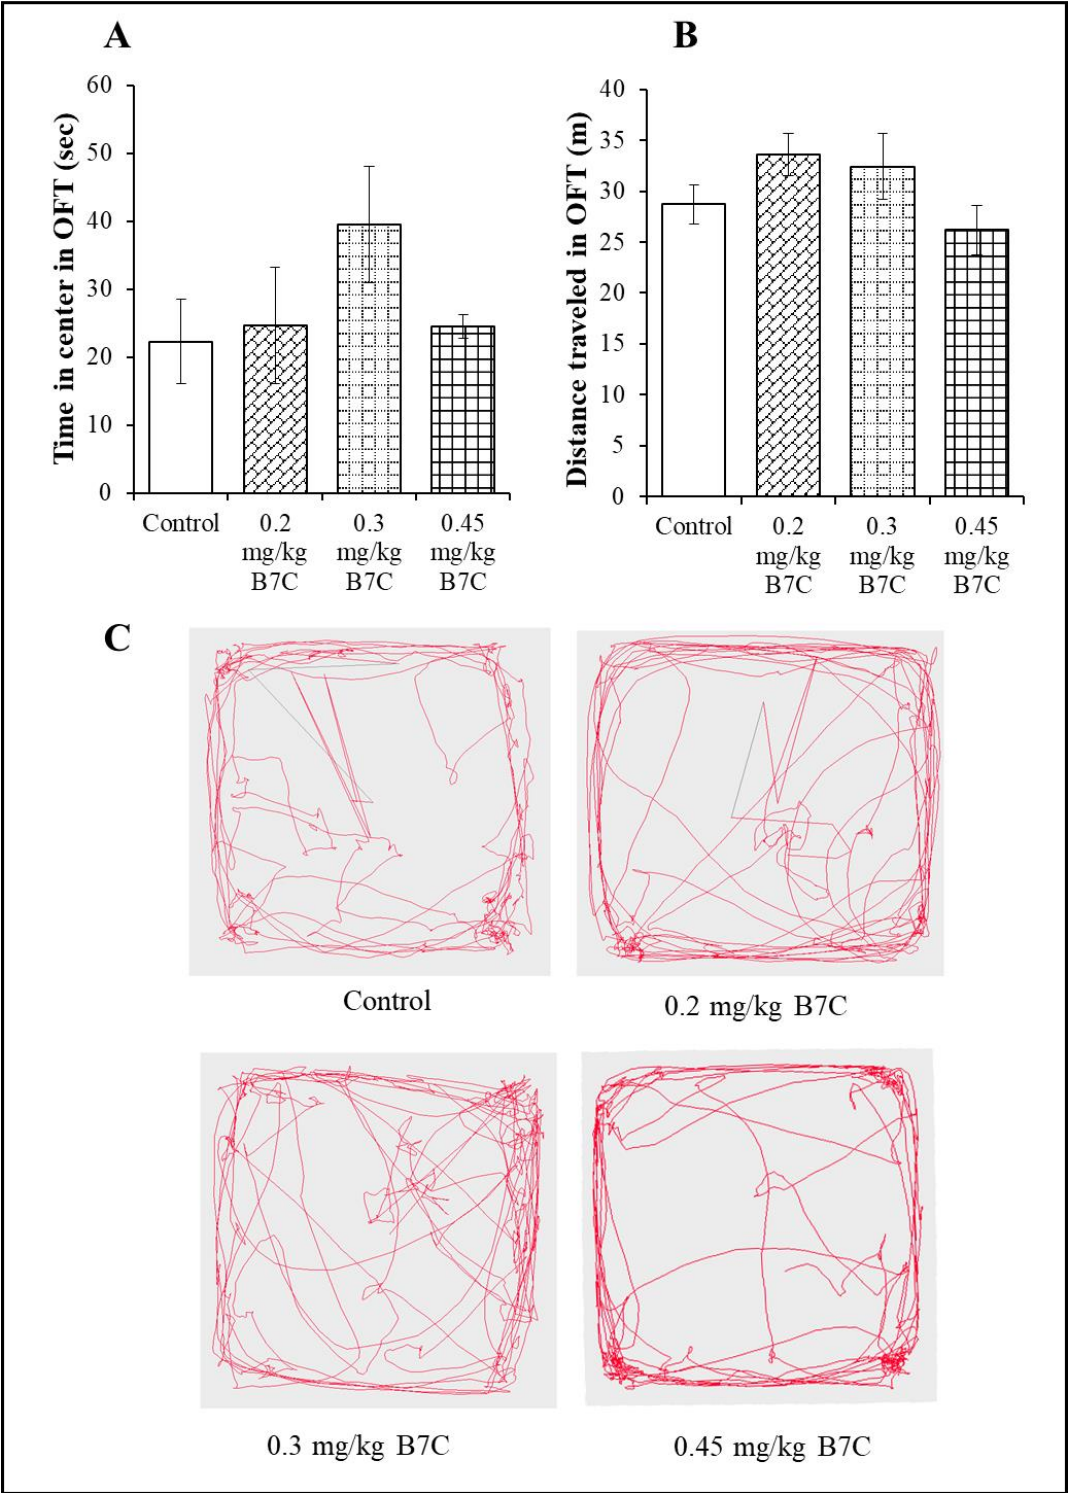 A
B
Time in center in OFT (sec)
60
50
40
30
20
10
0
Control
0.2
mg/kg
B7C
0.3
mg/kg
B7C
0.45
mg/kg
B7C
Distance traveled in OFT (m)
40
35
30
25
20
15
10
5
0
Control
0.2
mg/kg
B7C
0.3
mg/kg
B7C
0.45
mg/kg
B7C
C
Control
0.2 mg/kg B7C
0.3 mg/kg B7C
0.45 mg/kg B7C